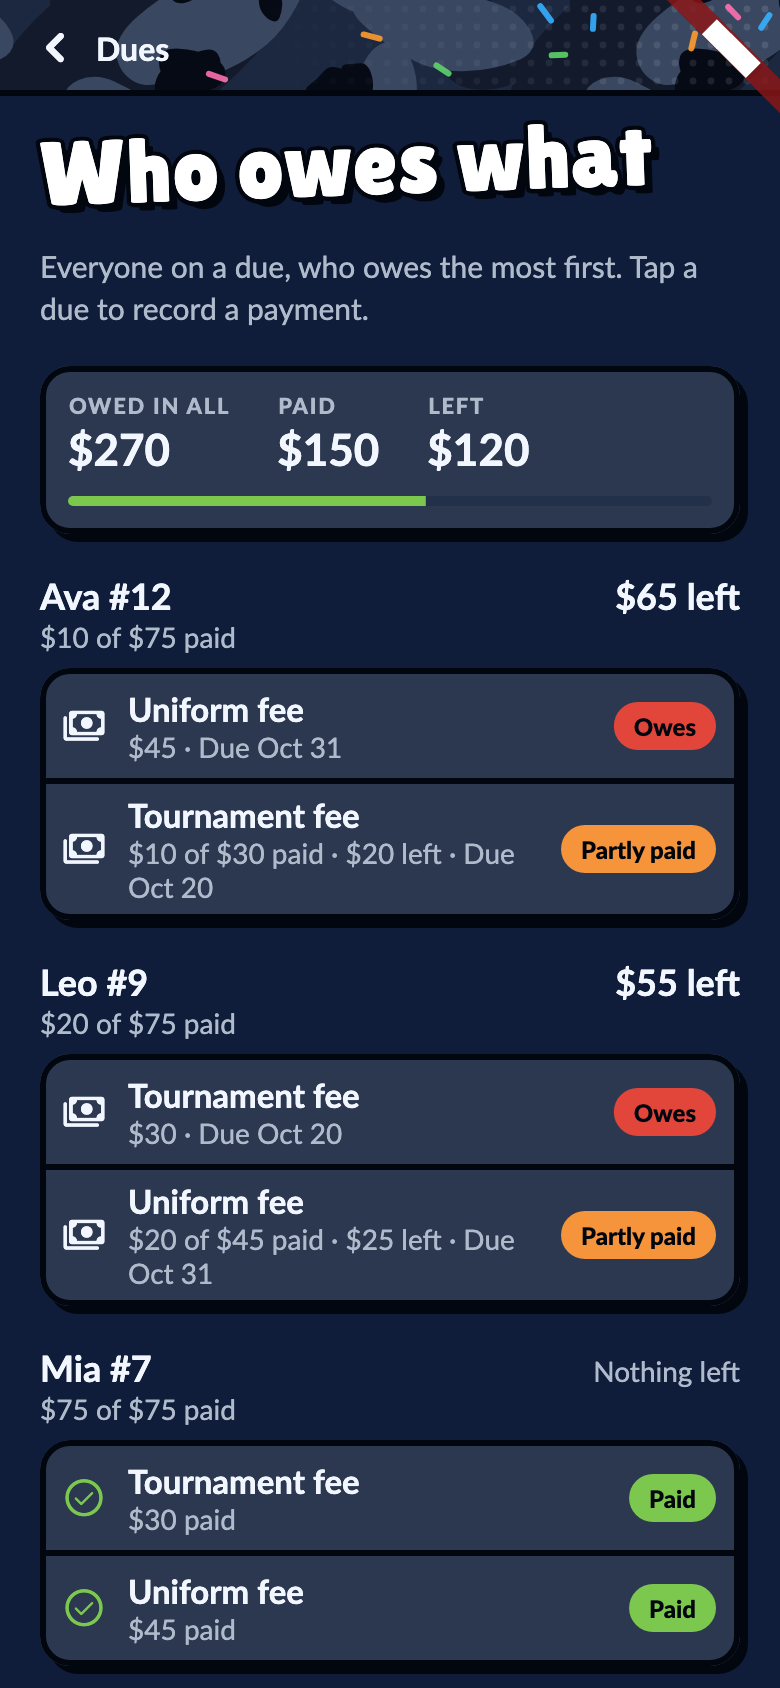 Dues
Who owes what
Everyone on a due, who owes the most first. Tap a
due to record a payment.
OWED IN ALL PAID LEFT
$270 $150 $120
Ava #12 $65 left
$10 of $75 paid
Uniform fee
$45 · Due Oct 31
Owes
Tournament fee
$10 of $30 paid · $20 left · Due
Oct 20
Partly paid
Leo #9 $55 left
$20 of $75 paid
Tournament fee
$30 · Due Oct 20
Owes
Uniform fee
$20 of $45 paid · $25 left · Due
Oct 31
Partly paid
Mia #7 Nothing left
$75 of $75 paid
Tournament fee
$30 paid
Paid
Uniform fee
$45 paid
Paid